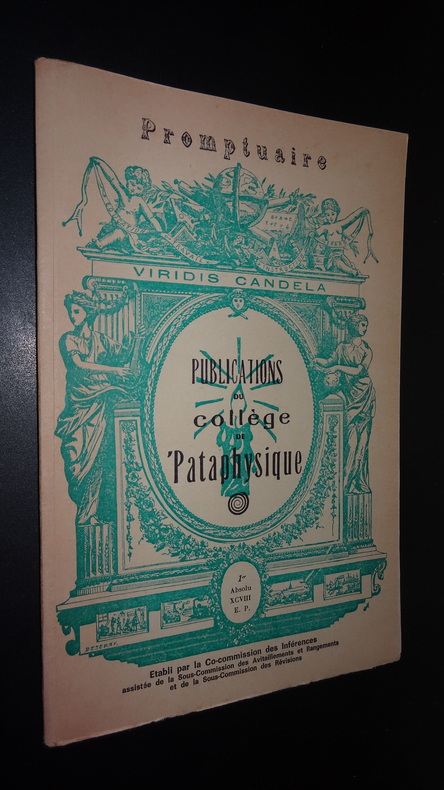 Promptuaire
VIRIDIS CANDELA
PUBLICATIONS
DU
collège
DE
'Pataphysique
1er
Absolu
XCVIII
E. P.
Etabli par la Co-commission des Inférences
assistée de la Sous-Commission des Avitaillements et Rangements
et de la Sous-Commission des Révisions